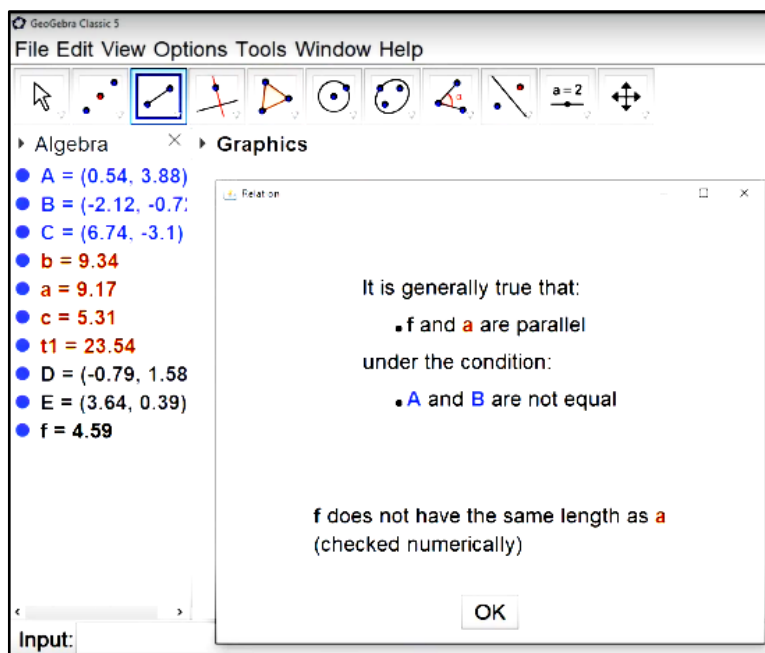 GeoGebra Classic 5
File Edit View Options Tools Window Help
a = 2
Algebra
Graphics
A = (0.54, 3.88)
B = (-2.12, -0.72
C = (6.74, -3.1)
b = 9.34
a = 9.17
c = 5.31
t1 = 23.54
D = (-0.79, 1.58
E = (3.64, 0.39)
f = 4.59
Relation
It is generally true that:
• f and a are parallel
under the condition:
• A and B are not equal
f does not have the same length as a
(checked numerically)
OK
Input: